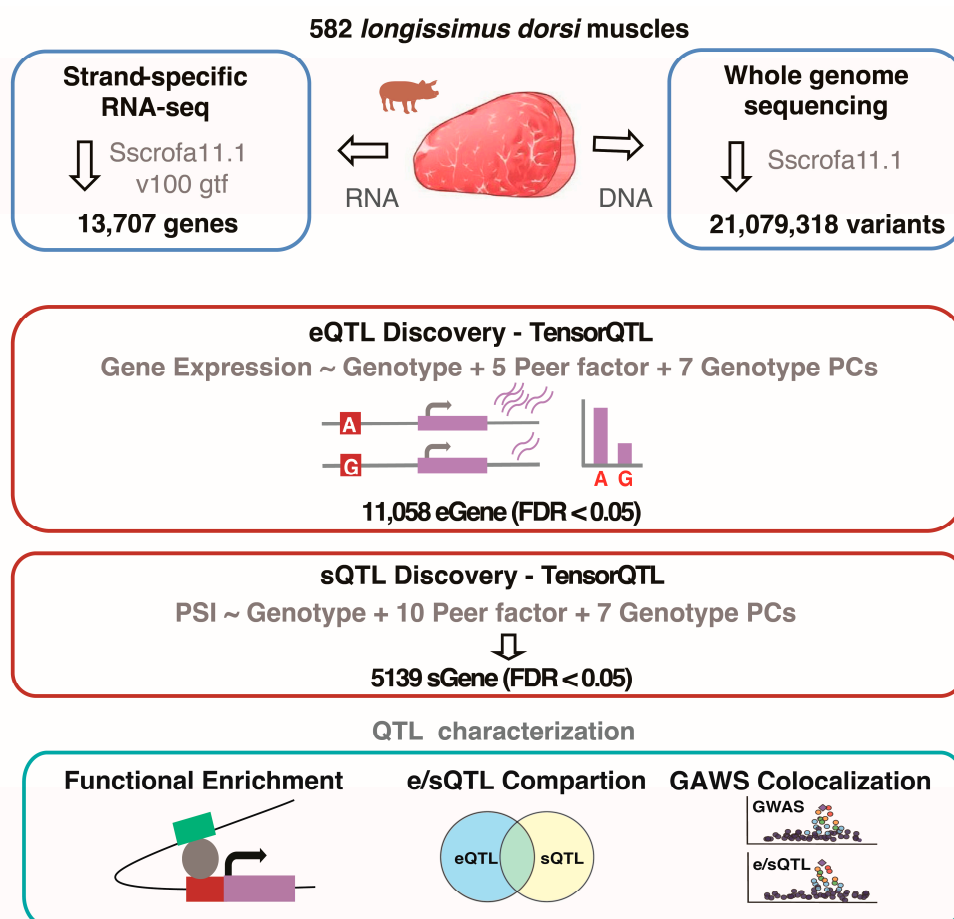 582 longissimus dorsi muscles
Strand-specific
RNA-seq
Sscrofa11.1
v100 gtf
13,707 genes
RNA
DNA
Whole genome
sequencing
Sscrofa11.1
21,079,318 variants
eQTL Discovery - TensorQTL
Gene Expression ~ Genotype + 5 Peer factor + 7 Genotype PCs
A
G
A G
11,058 eGene (FDR < 0.05)
sQTL Discovery - TensorQTL
PSI ~ Genotype + 10 Peer factor + 7 Genotype PCs
5139 sGene (FDR < 0.05)
QTL characterization
Functional Enrichment
e/sQTL Compartion
eQTL
sQTL
GAWS Colocalization
GWAS
e/sQTL